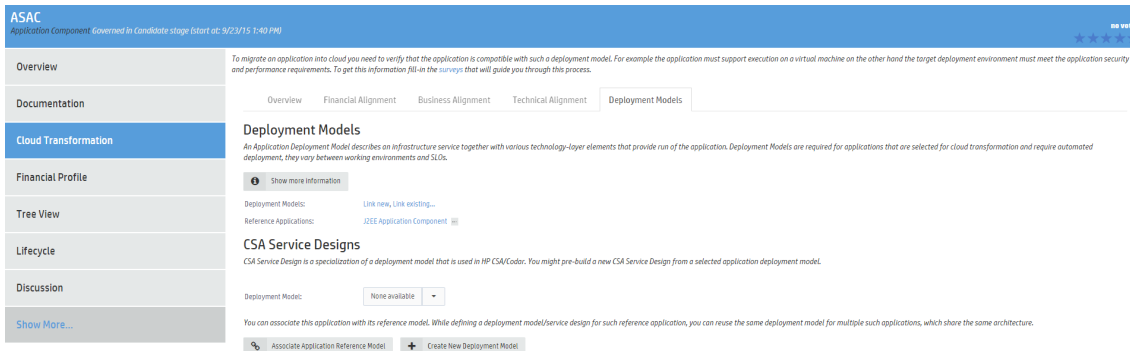 ASAC
Application Component Governed in Candidate stage (start at: 9/23/15 1:40 PM)
no vot
Overview
Documentation
Cloud Transformation
Financial Profile
Tree View
Lifecycle
Discussion
Show More...
To migrate an application into cloud you need to verify that the application is compatible with such a deployment model. For example the application must support execution on a virtual machine on the other hand the target deployment environment must meet the application security
and performance requirements. To get this information fill-in the surveys that will guide you through this process.
Overview Financial Alignment Business Alignment Technical Alignment Deployment Models
Deployment Models
An Application Deployment Model describes an infrastructure service together with various technology-layer elements that provide run of the application. Deployment Models are required for applications that are selected for cloud transformation and require automated
deployment, they vary between working environments and SLOs.
Show more information
Deployment Models: Link new, Link existing...
Reference Applications: J2EE Application Component ...
CSA Service Designs
CSA Service Design is a specialization of a deployment model that is used in HP CSA/Codar. You might pre-build a new CSA Service Design from a selected application deployment model.
Deployment Model: None available
You can associate this application with its reference model. While defining a deployment model/service design for such reference application, you can reuse the same deployment model for multiple such applications, which share the same architecture.
Associate Application Reference Model Create New Deployment Model